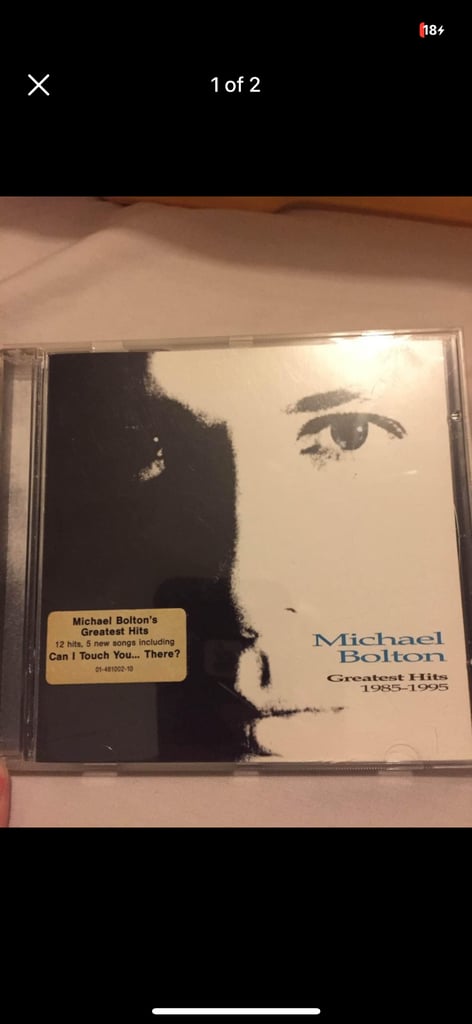 18
1 of 2
Michael Bolton's
Greatest Hits
12 hits, 5 new songs including
Can I Touch You... There?
01-481002-10
Michael
Bolton
Greatest Hits
1985-1995